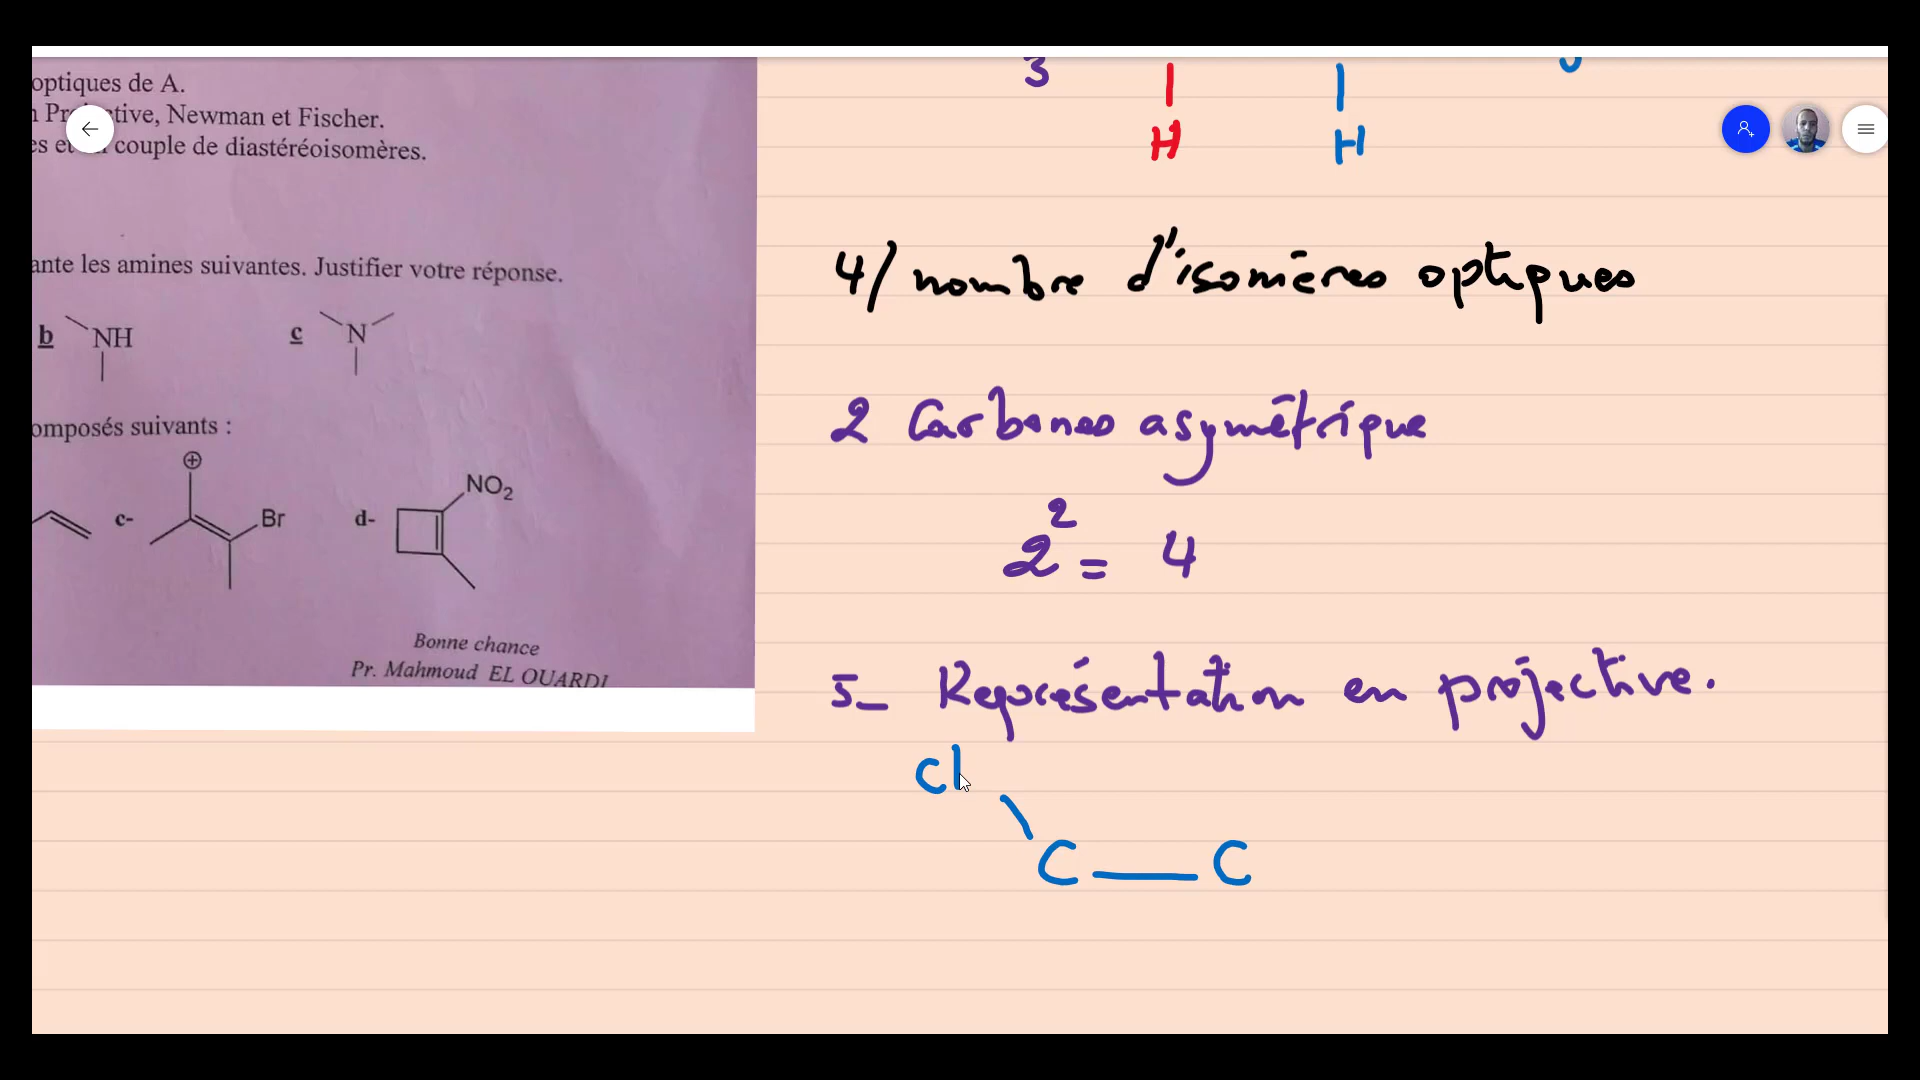 optiques de A.
tive, Newman et Fischer.
couple de diastéréoisomères.
ante les amines suivantes. Justifier votre réponse.
b NH c N
omposés suivants :
⊕
c- Br d- NO2
Bonne chance
Pr. Mahmoud EL OUARDI
3
H H
4/ nombre d'isomères optiques
2 Carbones asymétrique
2² = 4
5_ Représentation en projective.
Cl
C C